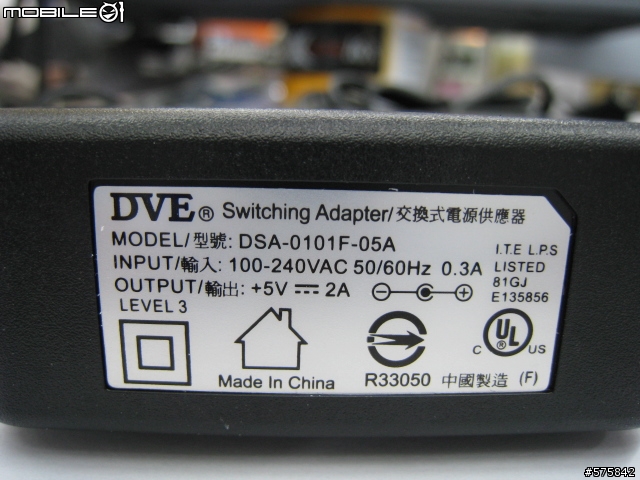 MOBILE01
DVE® Switching Adapter/交換式電源供應器
MODEL/型號: DSA-0101F-05A
INPUT/輸入: 100-240VAC 50/60Hz 0.3A
OUTPUT/輸出: +5V ⎓ 2A
LEVEL 3
I.T.E L.P.S
LISTED
81GJ
E135856
C UL® US
Made In China
R33050 中國製造 (F)
#575842